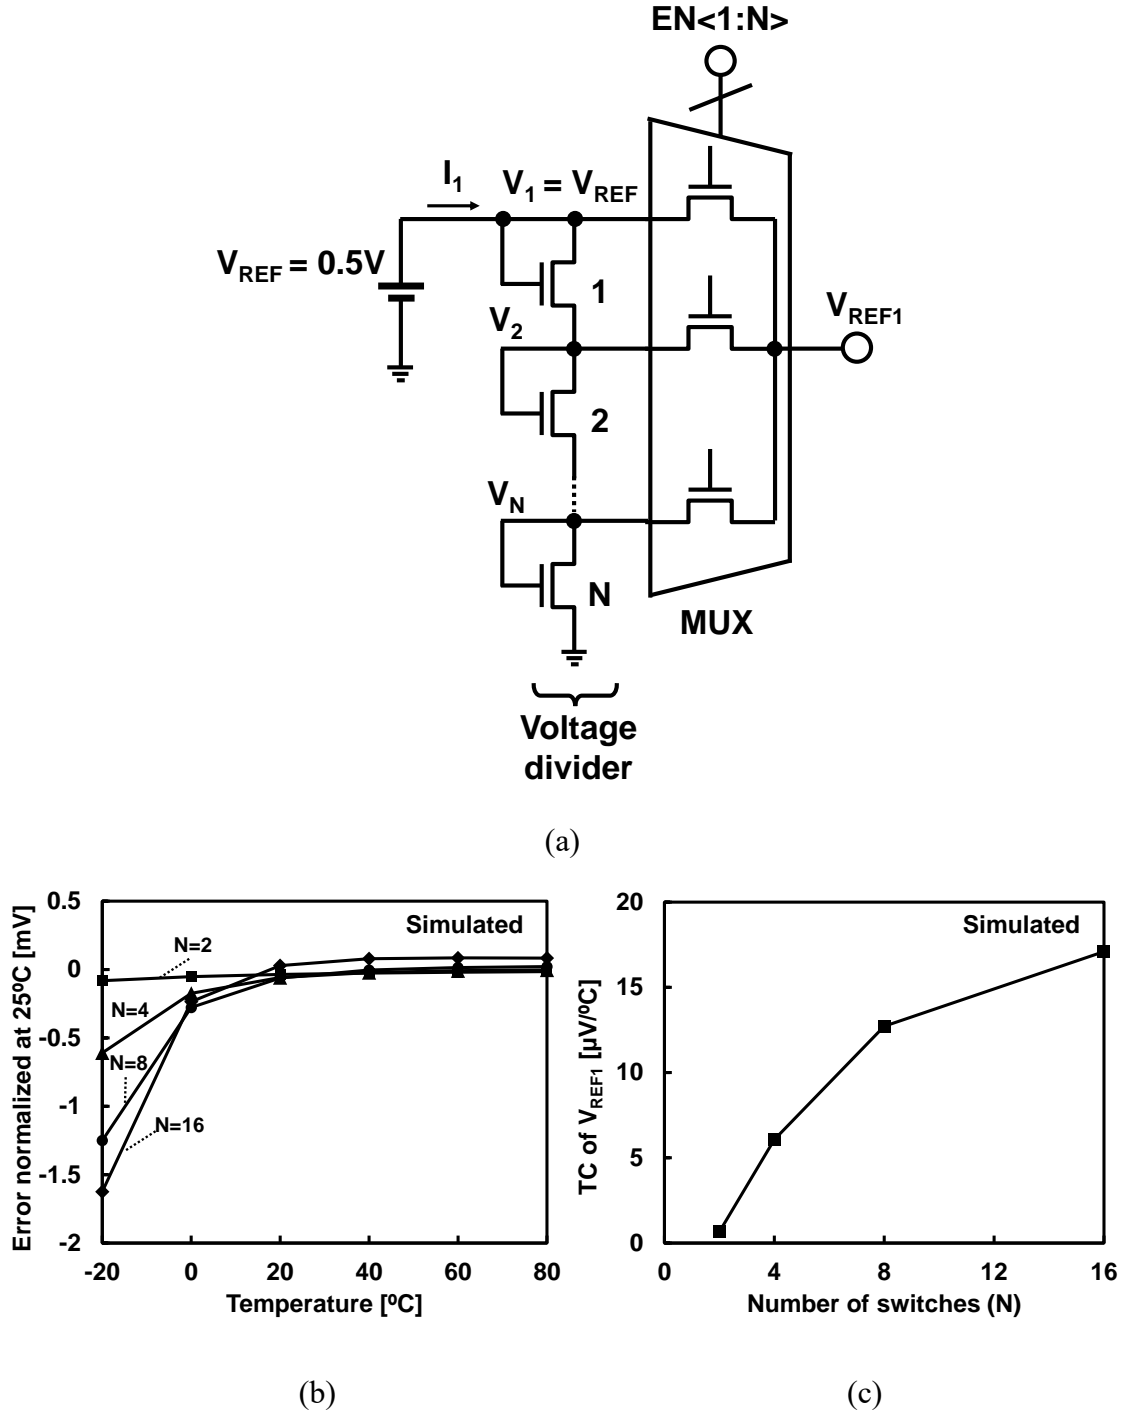 EN<1:N>
I1
V1 = VREF
VREF = 0.5V
1
V2
VREF1
2
VN
N
MUX
Voltage
divider
(a)
Error normalized at 25⁰C [mV]
0.5
0
-0.5
-1
-1.5
-2
Simulated
N=2
N=4
N=8
N=16
-20
0
20
40
60
80
Temperature [⁰C]
(b)
TC of VREF1 [µV/⁰C]
20
15
10
5
0
Simulated
0
4
8
12
16
Number of switches (N)
(c)